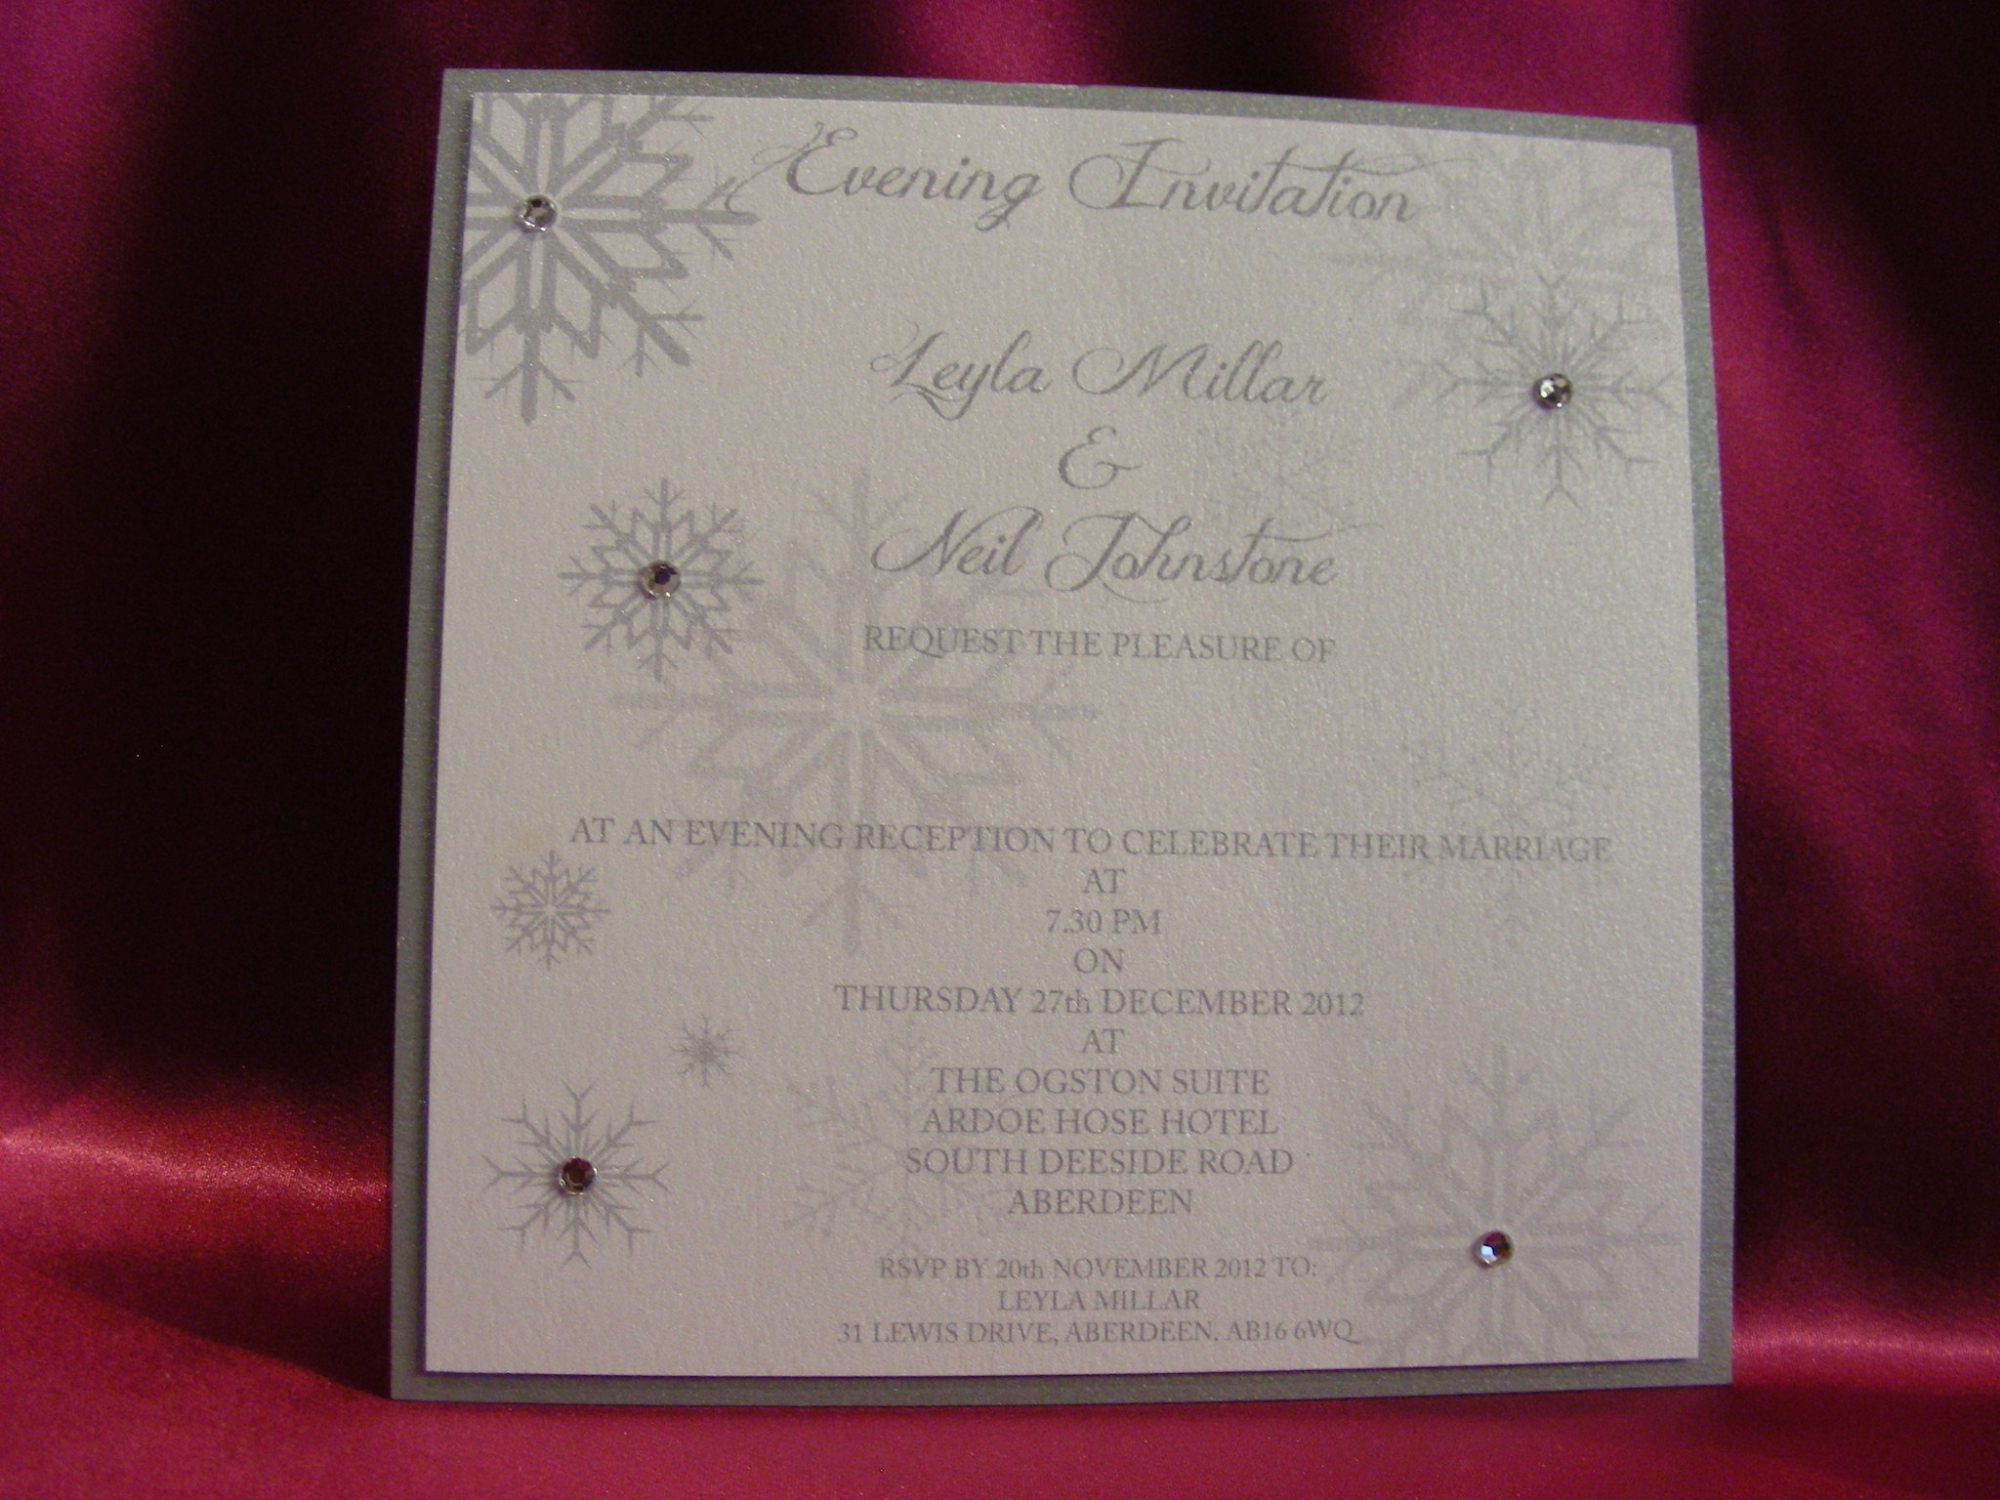 Evening Invitation
Leyla Millar
&
Neil Johnstone
REQUEST THE PLEASURE OF
AT AN EVENING RECEPTION TO CELEBRATE THEIR MARRIAGE
AT
7.30 PM
ON
THURSDAY 27th DECEMBER 2012
AT
THE OGSTON SUITE
ARDOE HOSE HOTEL
SOUTH DEESIDE ROAD
ABERDEEN
RSVP BY 20th NOVEMBER 2012 TO:
LEYLA MILLAR
31 LEWIS DRIVE, ABERDEEN. AB16 6WQ